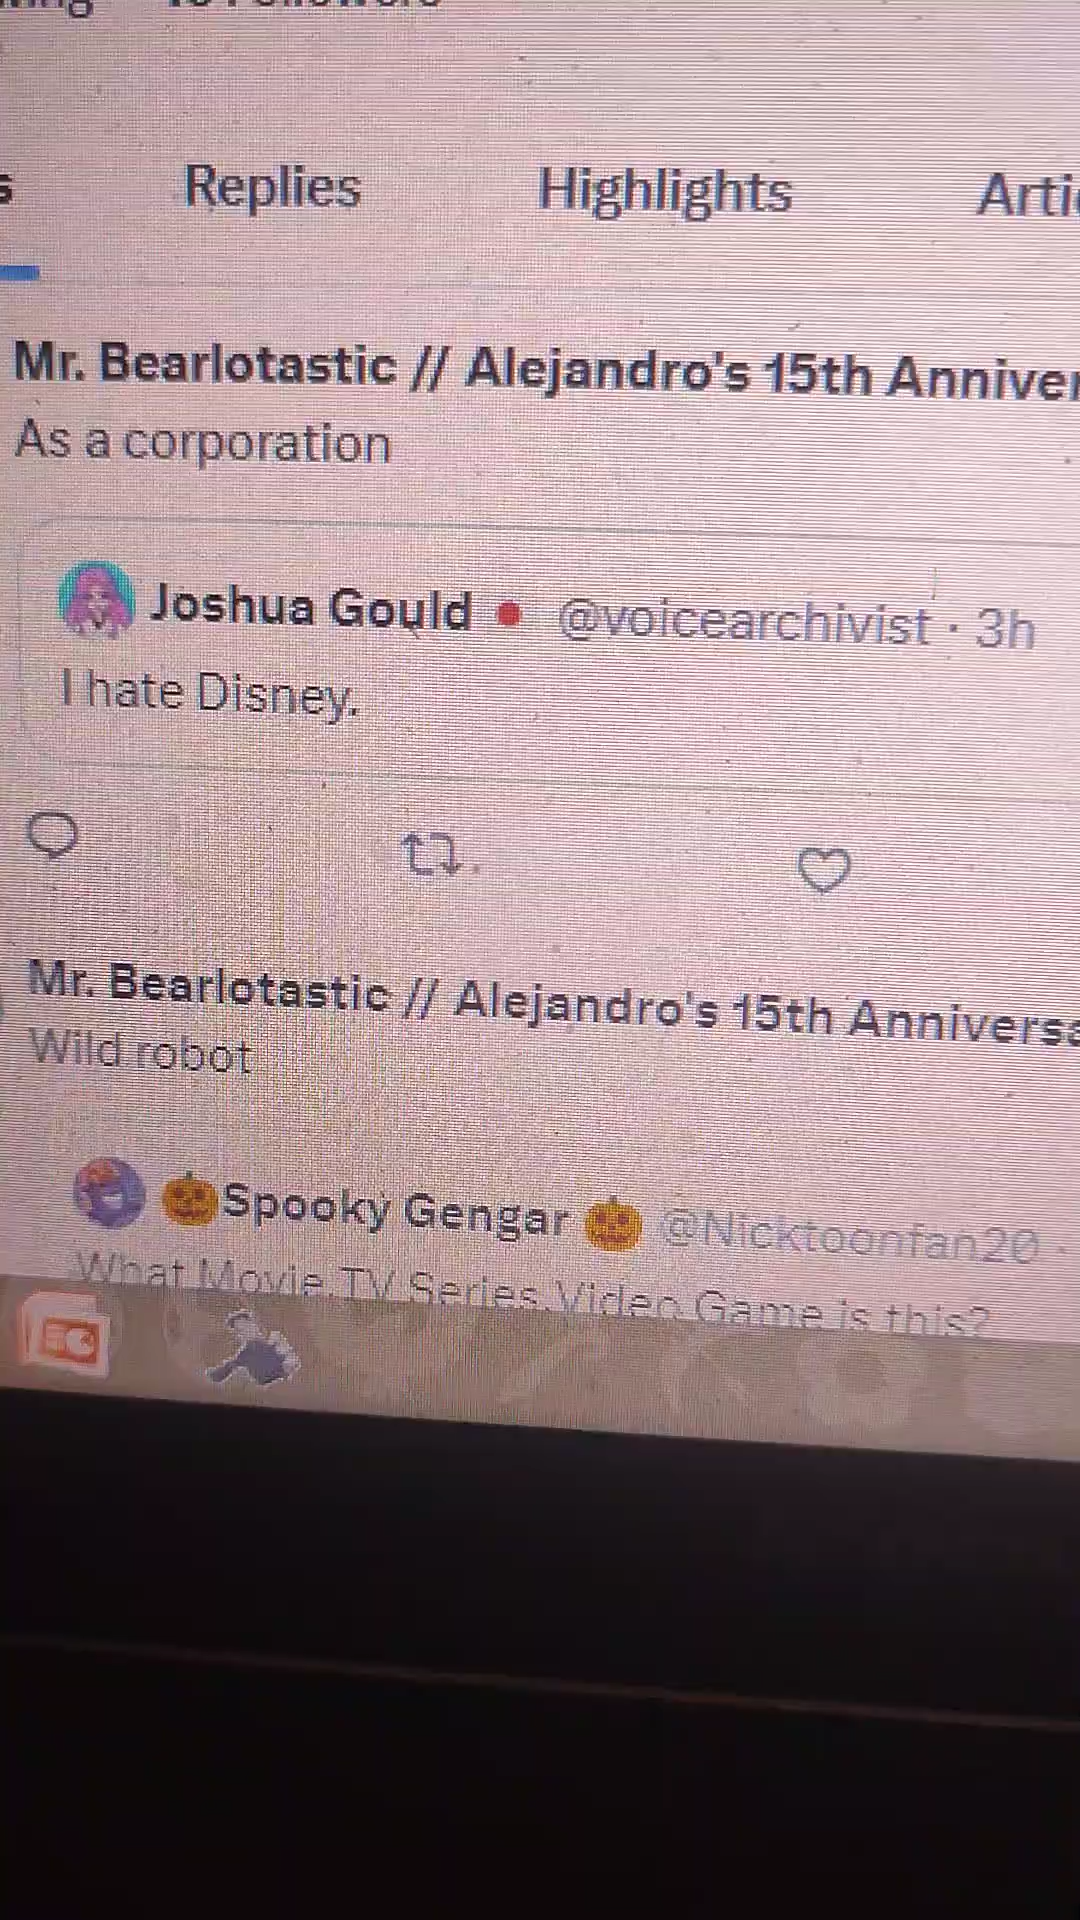 Replies Highlights
Mr. Bearlotastic // Alejandro's 15th
As a corporation
Joshua Gould @voicearchivist · 3h
I hate Disney.
Mr. Bearlotastic // Alejandro's 15th
Wild robot
🎃Spooky Gengar 🎃 @Nicktoonfan20 ·
What Movie,TV Series,Video Game is this?